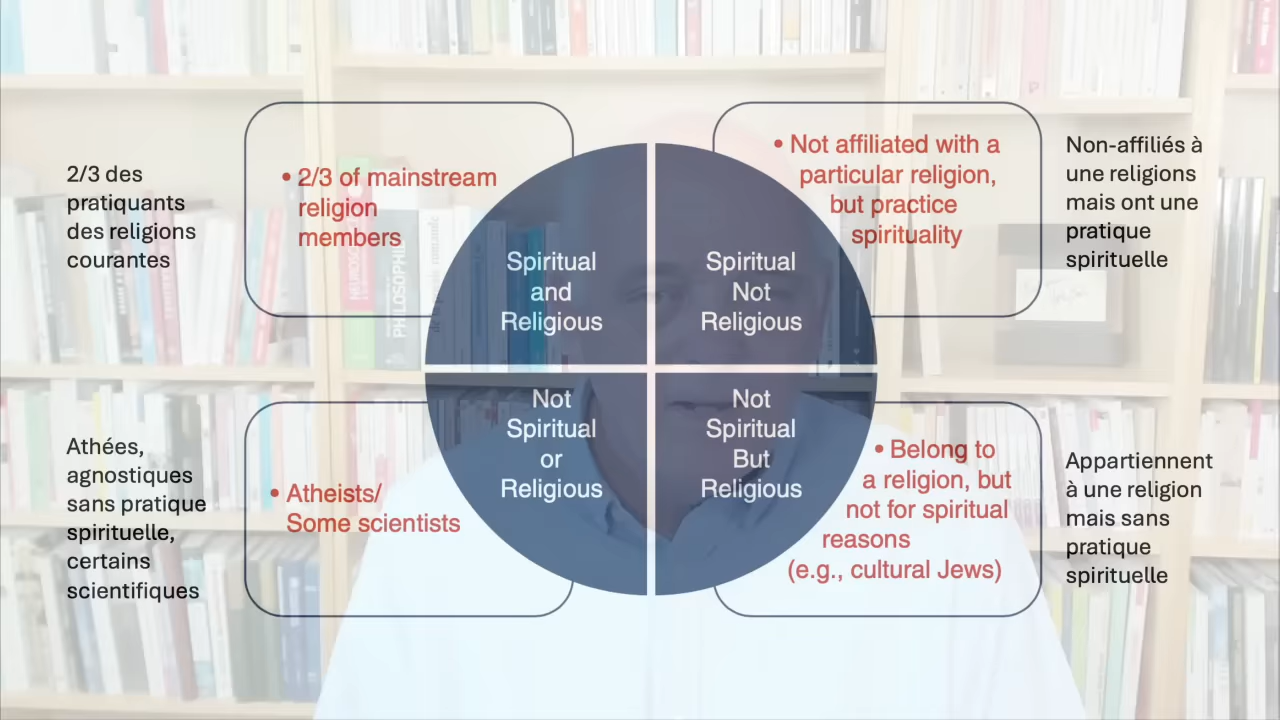 2/3 des
pratiquants
des religions
courantes
• 2/3 of mainstream
religion
members
Spiritual
and
Religious
Spiritual
Not
Religious
• Not affiliated with a
particular religion,
but practice
spirituality
Non-affiliés à
une religions
mais ont une
pratique
spirituelle
Athées,
agnostiques
sans pratique
spirituelle,
certains
scientifiques
• Atheists/
Some scientists
Not
Spiritual
or
Religious
Not
Spiritual
But
Religious
• Belong to
a religion, but
not for spiritual
reasons
(e.g., cultural Jews)
Appartiennent
à une religion
mais sans
pratique
spirituelle
PHILOSOPHIE